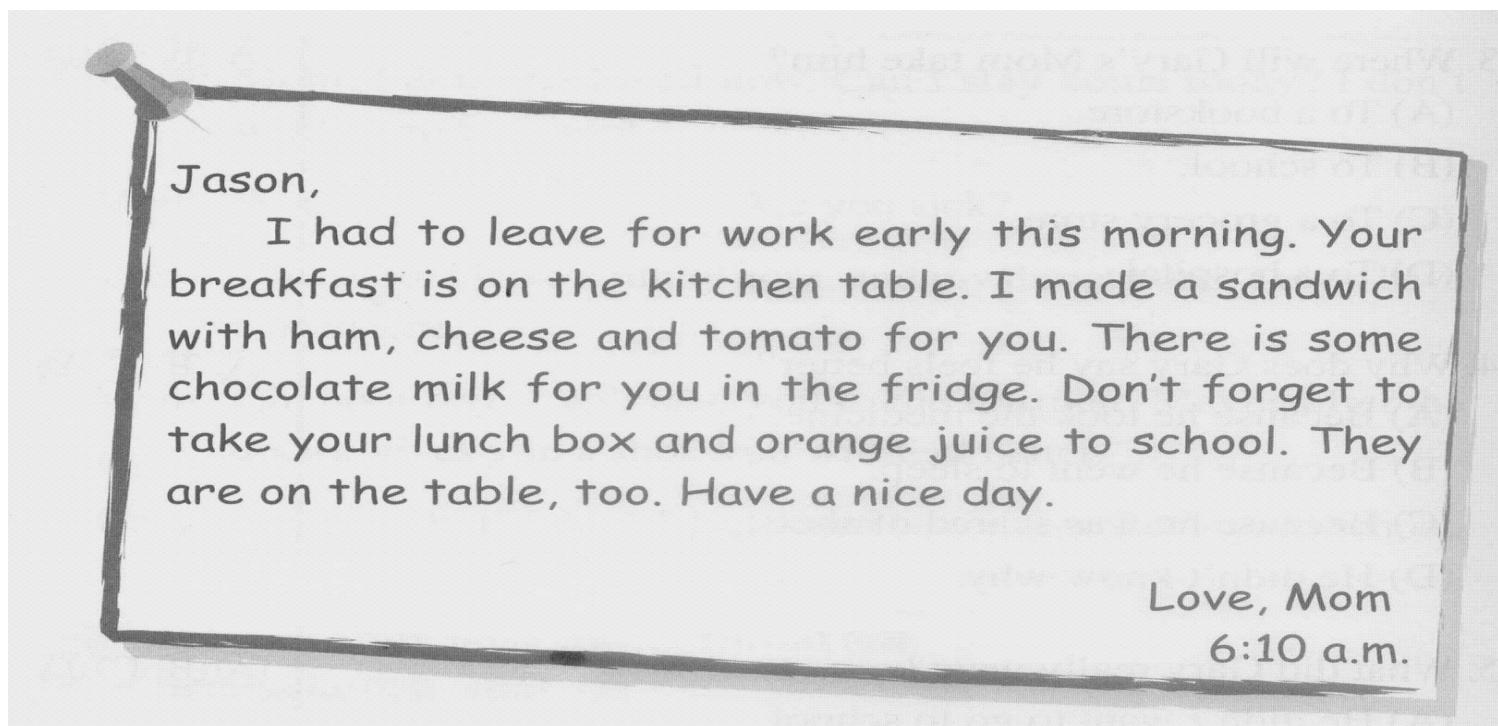 Jason,
I had to leave for work early this morning. Your
breakfast is on the kitchen table. I made a sandwich
with ham, cheese and tomato for you. There is some
chocolate milk for you in the fridge. Don't forget to
take your lunch box and orange juice to school. They
are on the table, too. Have a nice day.
Love, Mom
6:10 a.m.